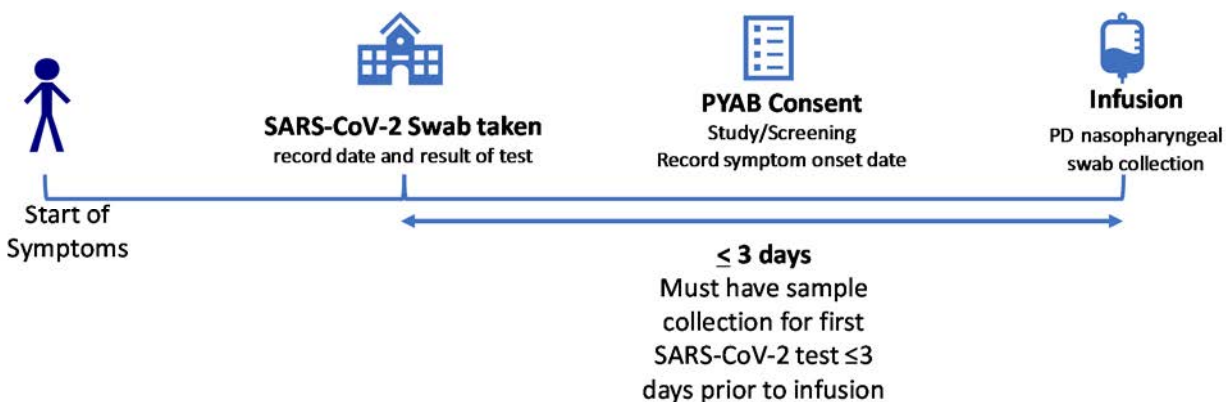 SARS-CoV-2 Swab taken
record date and result of test
PYAB Consent
Study/Screening
Record symptom onset date
Infusion
PD nasopharyngeal
swab collection
Start of
Symptoms
≤ 3 days
Must have sample
collection for first
SARS-CoV-2 test ≤3
days prior to infusion